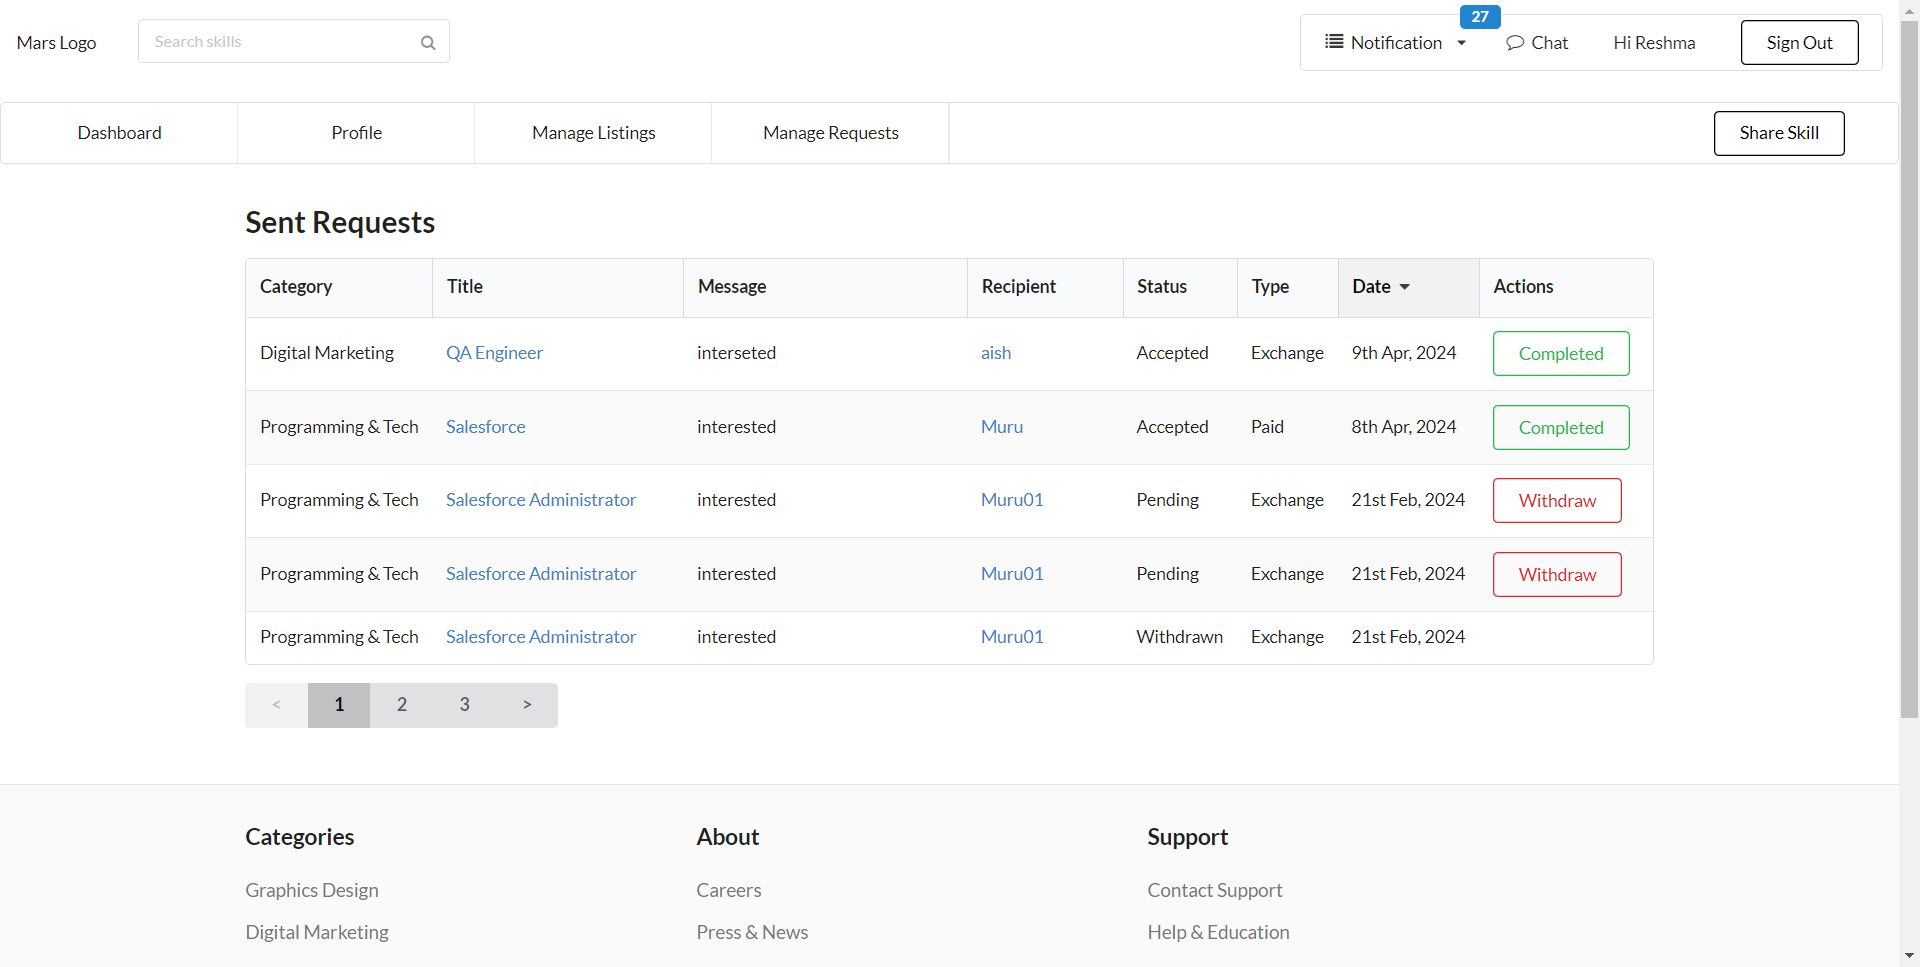 27
Mars Logo
Search skills
Notification
Chat
Hi Reshma
Sign Out
Dashboard
Profile
Manage Listings
Manage Requests
Share Skill
Sent Requests
Category Title Message Recipient Status Type Date Actions
Digital Marketing QA Engineer interseted aish Accepted Exchange 9th Apr, 2024 Completed
Programming & Tech Salesforce interested Muru Accepted Paid 8th Apr, 2024 Completed
Programming & Tech Salesforce Administrator interested Muru01 Pending Exchange 21st Feb, 2024 Withdraw
Programming & Tech Salesforce Administrator interested Muru01 Pending Exchange 21st Feb, 2024 Withdraw
Programming & Tech Salesforce Administrator interested Muru01 Withdrawn Exchange 21st Feb, 2024
< 1 2 3 >
Categories
Graphics Design
Digital Marketing
About
Careers
Press & News
Support
Contact Support
Help & Education